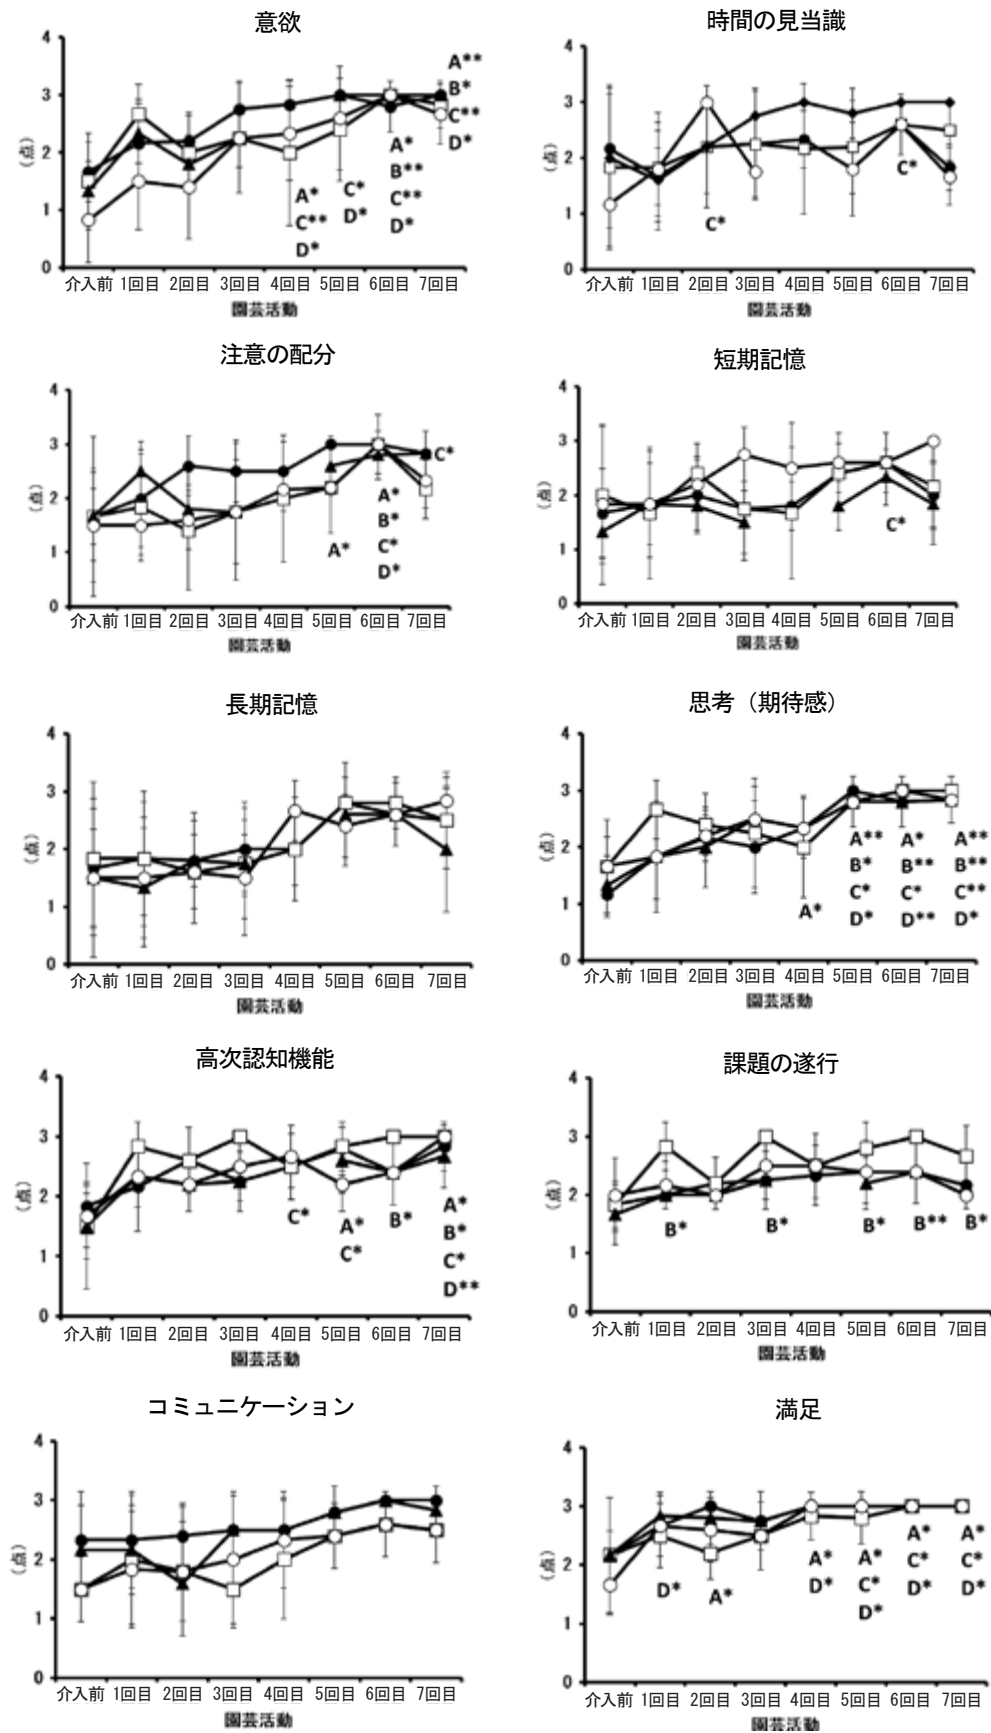 意欲
4
3
2
1
0
(点)
A**
B*
C**
D*
A*
B**
C**
D*
C*
D*
A*
C**
D*
介入前 1回目 2回目 3回目 4回目 5回目 6回目 7回目
園芸活動
時間の見当識
4
3
2
1
0
(点)
C*
C*
介入前 1回目 2回目 3回目 4回目 5回目 6回目 7回目
園芸活動
注意の配分
4
3
2
1
0
(点)
C*
A*
B*
C*
D*
A*
介入前 1回目 2回目 3回目 4回目 5回目 6回目 7回目
園芸活動
短期記憶
4
3
2
1
0
(点)
C*
介入前 1回目 2回目 3回目 4回目 5回目 6回目 7回目
園芸活動
長期記憶
4
3
2
1
0
(点)
介入前 1回目 2回目 3回目 4回目 5回目 6回目 7回目
園芸活動
思考（期待感）
4
3
2
1
0
(点)
A*
A**
B*
C*
D*
A*
B**
C*
D**
A**
B**
C**
D*
介入前 1回目 2回目 3回目 4回目 5回目 6回目 7回目
園芸活動
高次認知機能
4
3
2
1
0
(点)
C*
A*
C*
B*
A*
B*
C*
D**
介入前 1回目 2回目 3回目 4回目 5回目 6回目 7回目
園芸活動
課題の遂行
4
3
2
1
0
(点)
B*
B*
B*
B**
B*
介入前 1回目 2回目 3回目 4回目 5回目 6回目 7回目
園芸活動
コミュニケーション
4
3
2
1
0
(点)
介入前 1回目 2回目 3回目 4回目 5回目 6回目 7回目
園芸活動
満足
4
3
2
1
0
(点)
D*
A*
A*
D*
A*
C*
D*
A*
C*
D*
A*
C*
D*
介入前 1回目 2回目 3回目 4回目 5回目 6回目 7回目
園芸活動